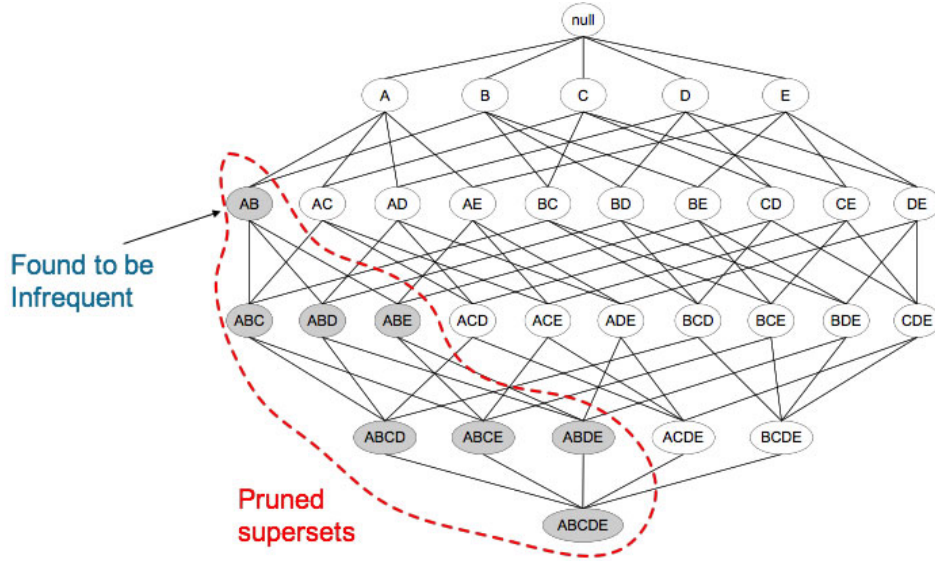 null
A B C D E
AB AC AD AE BC BD BE CD CE DE
Found to be
Infrequent
ABC ABD ABE ACD ACE ADE BCD BCE BDE CDE
ABCD ABCE ABDE ACDE BCDE
Pruned
supersets
ABCDE